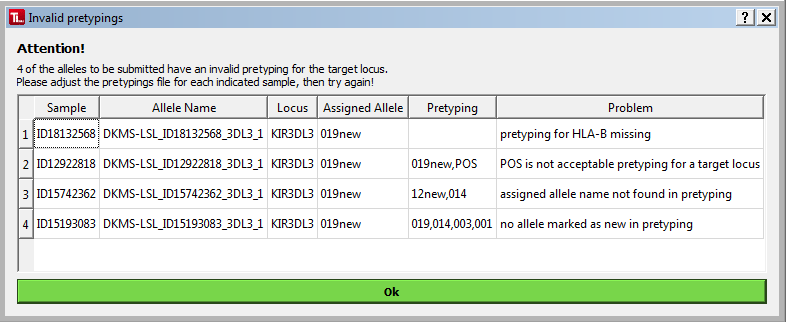 Ti... Invalid pretypings ? X
Attention!
4 of the alleles to be submitted have an invalid pretyping for the target locus.
Please adjust the pretypings file for each indicated sample, then try again!
Sample Allele Name Locus Assigned Allele Pretyping Problem
1 ID18132568 DKMS-LSL_ID18132568_3DL3_1 KIR3DL3 019new pretyping for HLA-B missing
2 ID12922818 DKMS-LSL_ID12922818_3DL3_1 KIR3DL3 019new 019new,POS POS is not acceptable pretyping for a target locus
3 ID15742362 DKMS-LSL_ID15742362_3DL3_1 KIR3DL3 019new 12new,014 assigned allele name not found in pretyping
4 ID15193083 DKMS-LSL_ID15193083_3DL3_1 KIR3DL3 019new 019,014,003,001 no allele marked as new in pretyping
Ok